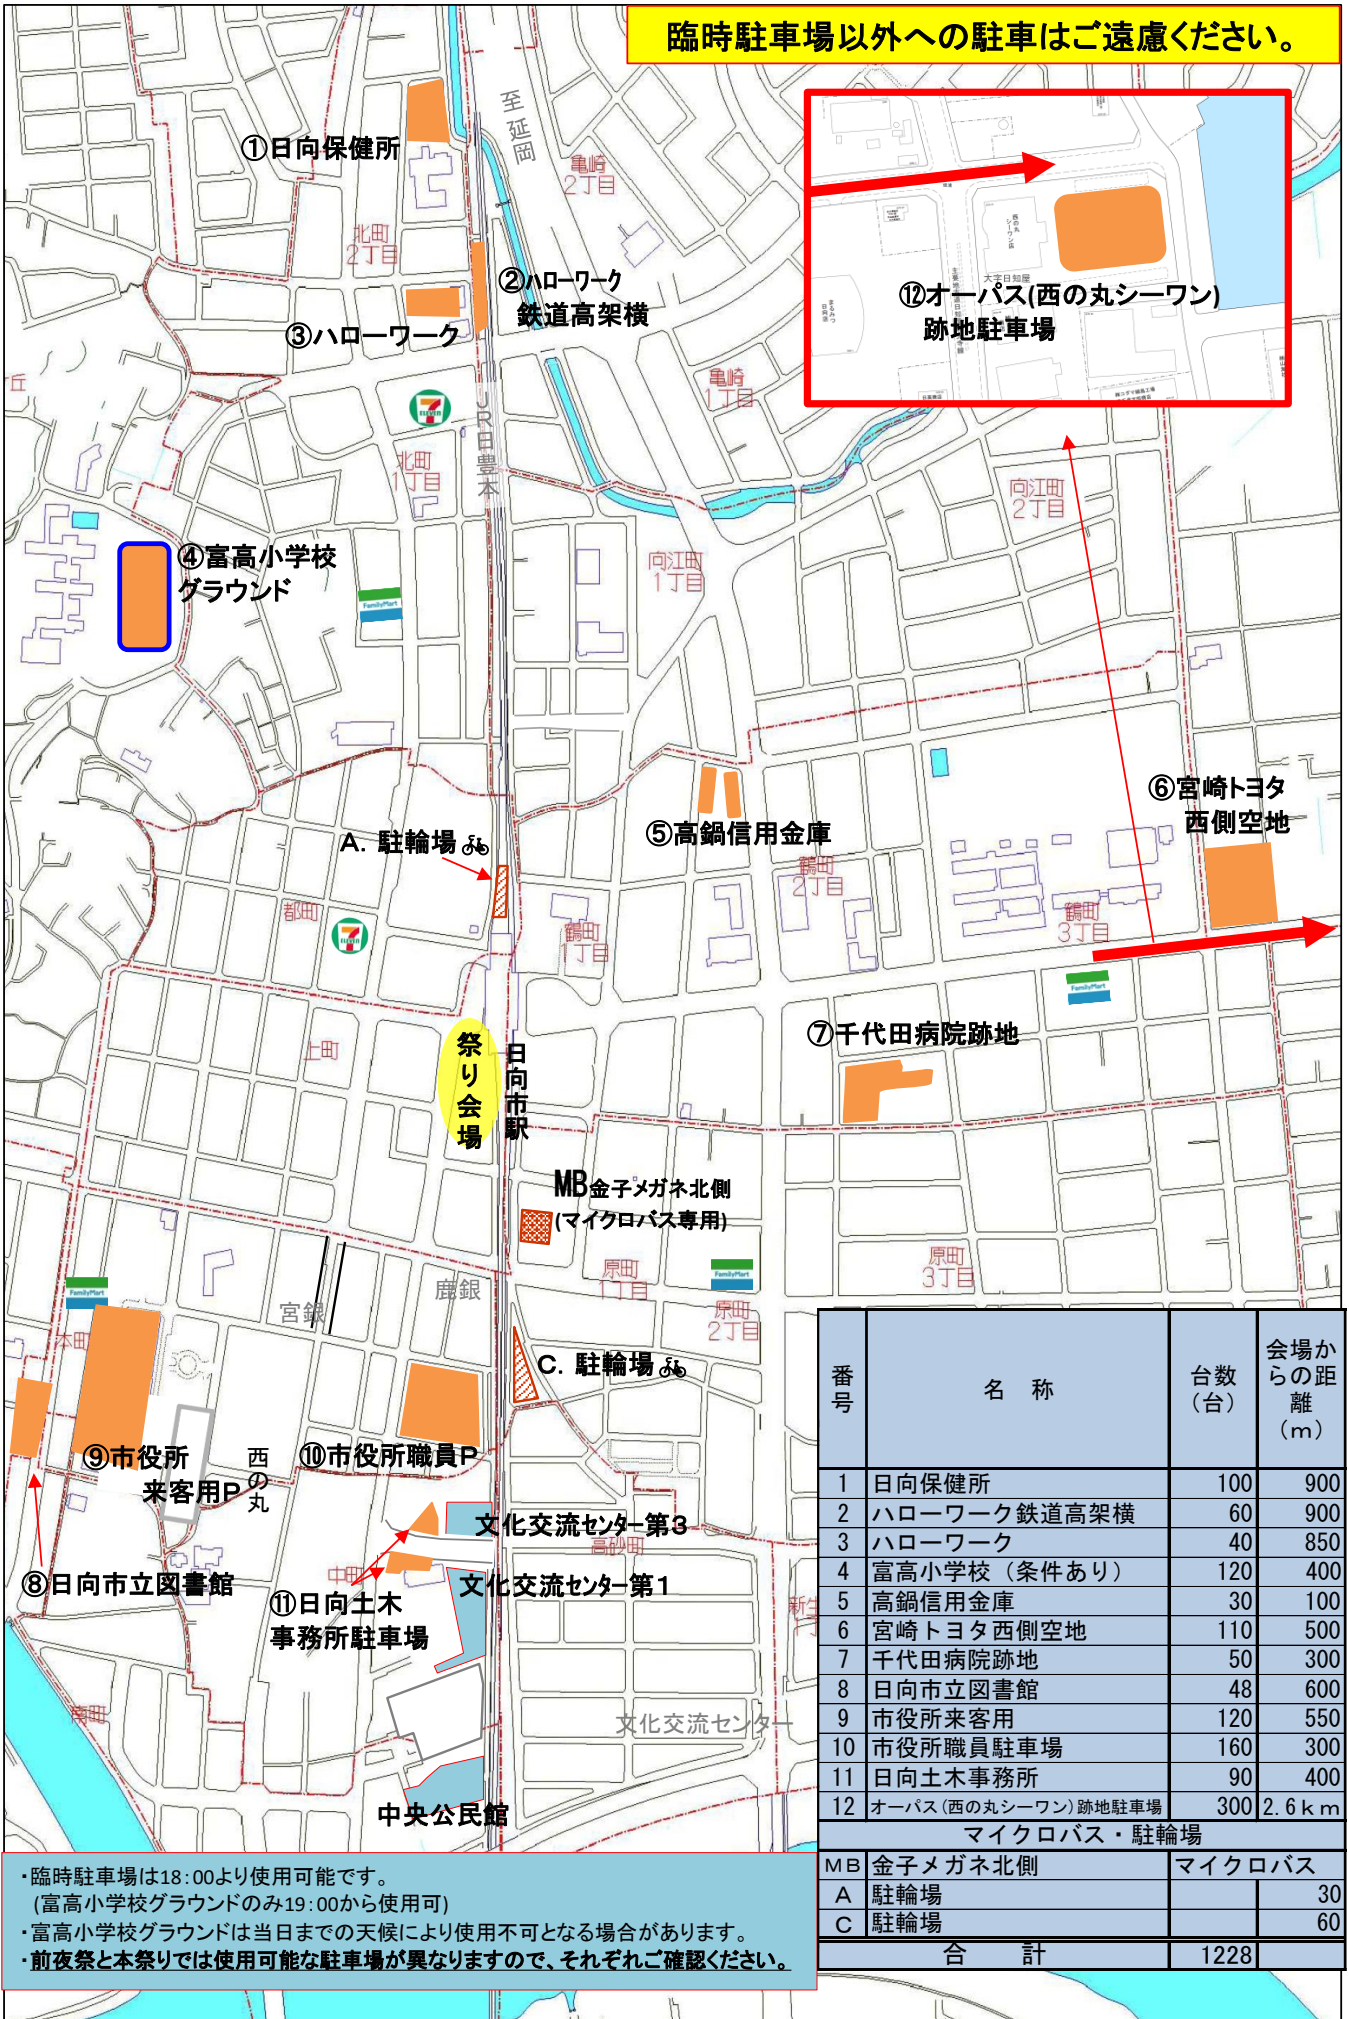 臨時駐車場以外への駐車はご遠慮ください。
至延岡
①日向保健所
亀崎
2丁目
北町
2丁目
②ハローワーク
鉄道高架横
③ハローワーク
西の丸
シーワン店
大字日知屋
⑫オーパス(西の丸シーワン)
跡地駐車場
丘
7
ELEVEN
JR日豊本
亀崎
1丁目
北町
1丁目
向江町
2丁目
④富高小学校
グラウンド
FamilyMart
向江町
1丁目
⑥宮崎トヨタ
西側空地
A. 駐輪場
⑤高鍋信用金庫
鶴町
2丁目
都町
7
ELEVEN
鶴町
1丁目
鶴町
3丁目
FamilyMart
⑦千代田病院跡地
上町
祭り会場
日向市駅
MB金子メガネ北側
(マイクロバス専用)
原町
1丁目
FamilyMart
原町
3丁目
FamilyMart
鹿銀
宮銀
原町
2丁目
本町
C. 駐輪場
⑨市役所
来客用P
西の丸
⑩市役所職員P
文化交流センター第3
高砂町
中町
文化交流センター第1
⑧日向市立図書館
⑪日向土木
事務所駐車場
新生
南町
文化交流センター
中央公民館
番号 名 称 台数(台) 会場からの距離(m)
1 日向保健所 100 900
2 ハローワーク鉄道高架横 60 900
3 ハローワーク 40 850
4 富高小学校（条件あり） 120 400
5 高鍋信用金庫 30 100
6 宮崎トヨタ西側空地 110 500
7 千代田病院跡地 50 300
8 日向市立図書館 48 600
9 市役所来客用 120 550
10 市役所職員駐車場 160 300
11 日向土木事務所 90 400
12 オーパス(西の丸シーワン)跡地駐車場 300 2.6km
マイクロバス・駐輪場
MB 金子メガネ北側 マイクロバス
A 駐輪場 30
C 駐輪場 60
合 計 1228
・臨時駐車場は18:00より使用可能です。
(富高小学校グラウンドのみ19:00から使用可)
・富高小学校グラウンドは当日までの天候により使用不可となる場合があります。
・前夜祭と本祭りでは使用可能な駐車場が異なりますので、それぞれご確認ください。